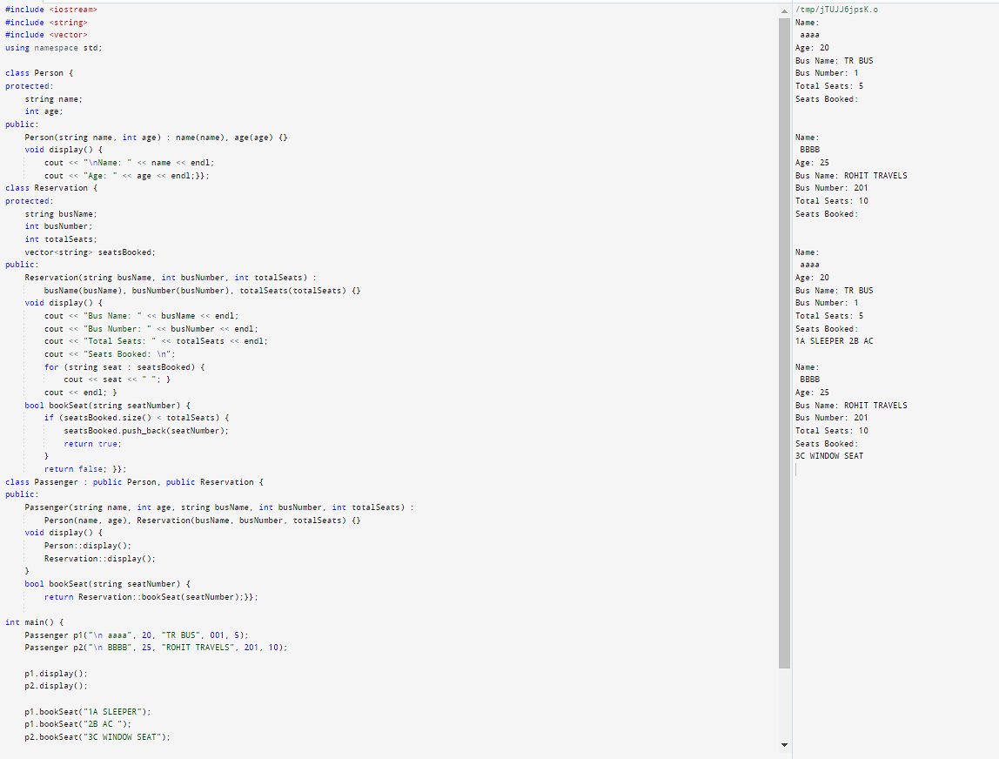 #include <iostream>
#include <string>
#include <vector>
using namespace std;

class Person {
protected:
    string name;
    int age;
public:
    Person(string name, int age) : name(name), age(age) {}
    void display() {
        cout << "\nName: " << name << endl;
        cout << "Age: " << age << endl;}};
class Reservation {
protected:
    string busName;
    int busNumber;
    int totalSeats;
    vector<string> seatsBooked;
public:
    Reservation(string busName, int busNumber, int totalSeats) :
        busName(busName), busNumber(busNumber), totalSeats(totalSeats) {}
    void display() {
        cout << "Bus Name: " << busName << endl;
        cout << "Bus Number: " << busNumber << endl;
        cout << "Total Seats: " << totalSeats << endl;
        cout << "Seats Booked: \n";
        for (string seat : seatsBooked) {
            cout << seat << " "; }
        cout << endl; }
    bool bookSeat(string seatNumber) {
        if (seatsBooked.size() < totalSeats) {
            seatsBooked.push_back(seatNumber);
            return true;
        }
        return false; }};
class Passenger : public Person, public Reservation {
public:
    Passenger(string name, int age, string busName, int busNumber, int totalSeats) :
        Person(name, age), Reservation(busName, busNumber, totalSeats) {}
    void display() {
        Person::display();
        Reservation::display();
    }
    bool bookSeat(string seatNumber) {
        return Reservation::bookSeat(seatNumber);}};

int main() {
    Passenger p1("\n aaaa", 20, "TR BUS", 001, 5);
    Passenger p2("\n BBBB", 25, "ROHIT TRAVELS", 201, 10);

    p1.display();
    p2.display();

    p1.bookSeat("1A SLEEPER");
    p1.bookSeat("2B AC ");
    p2.bookSeat("3C WINDOW SEAT");

/tmp/jTUJJ6jpsK.o
Name:
 aaaa
Age: 20
Bus Name: TR BUS
Bus Number: 1
Total Seats: 5
Seats Booked:

Name:
 BBBB
Age: 25
Bus Name: ROHIT TRAVELS
Bus Number: 201
Total Seats: 10
Seats Booked:

Name:
 aaaa
Age: 20
Bus Name: TR BUS
Bus Number: 1
Total Seats: 5
Seats Booked:
1A SLEEPER 2B AC

Name:
 BBBB
Age: 25
Bus Name: ROHIT TRAVELS
Bus Number: 201
Total Seats: 10
Seats Booked:
3C WINDOW SEAT